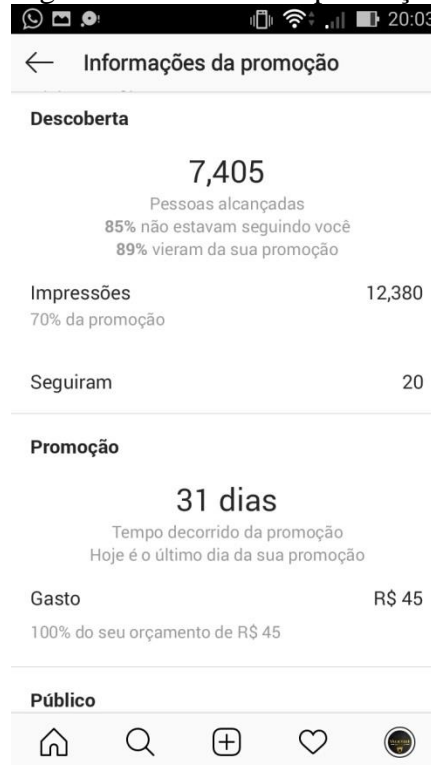 20:03
Informações da promoção
Descoberta
7,405
Pessoas alcançadas
85% não estavam seguindo você
89% vieram da sua promoção
Impressões 12,380
70% da promoção
Seguiram 20
Promoção
31 dias
Tempo decorrido da promoção
Hoje é o último dia da sua promoção
Gasto R$ 45
100% do seu orçamento de R$ 45
Público